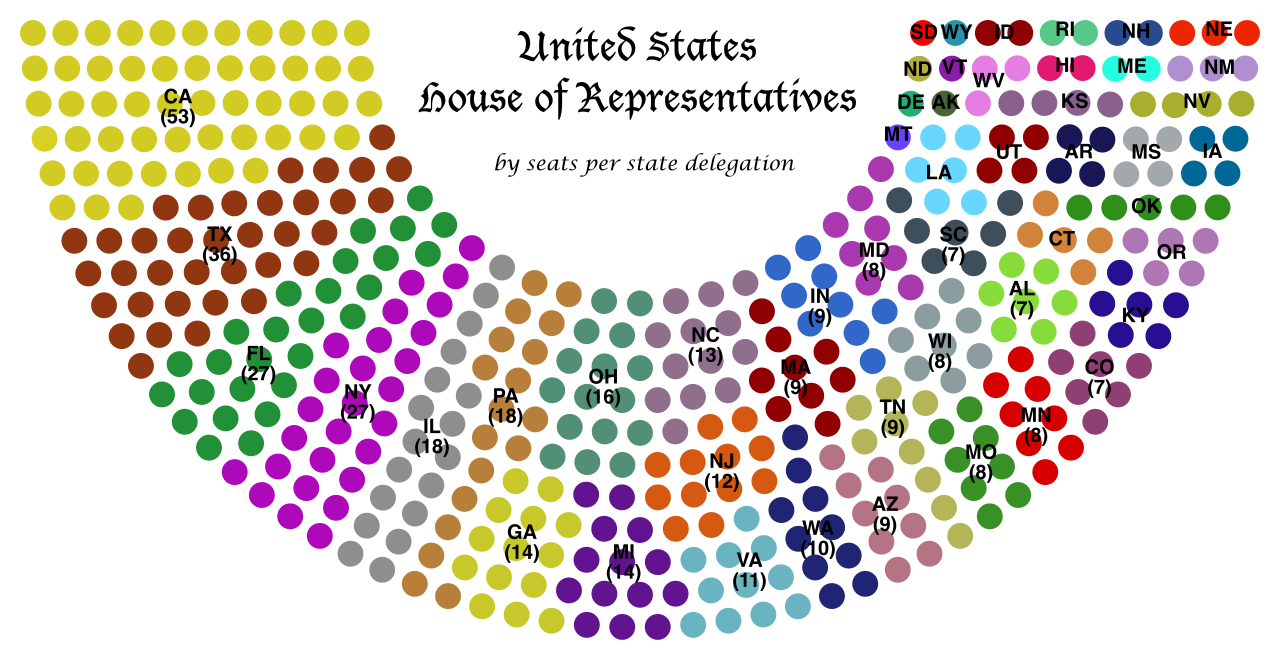 United States
House of Representatives
by seats per state delegation
CA
(53)
TX
(36)
FL
(27)
NY
(27)
IL
(18)
PA
(18)
OH
(16)
GA
(14)
MI
(14)
NC
(13)
NJ
(12)
VA
(11)
WA
(10)
MA
(9)
IN
(9)
AZ
(9)
TN
(9)
MD
(8)
WI
(8)
MO
(8)
MN
(8)
SC
(7)
AL
(7)
CO
(7)
KY
OR
CT
OK
LA
UT
AR
MS
IA
MT
DE
AK
KS
NV
ND
VT
WV
HI
ME
NM
SD
WY
ID
RI
NH
NE